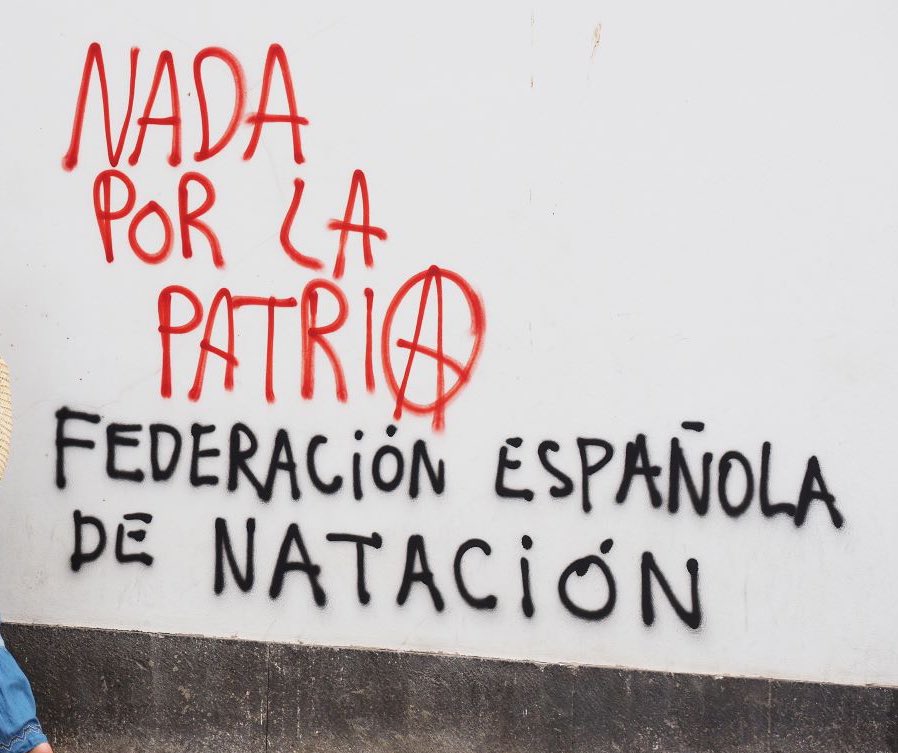 NADA
POR LA
PATRIA
FEDERACIÓN ESPAÑOLA
DE NATACIÓN